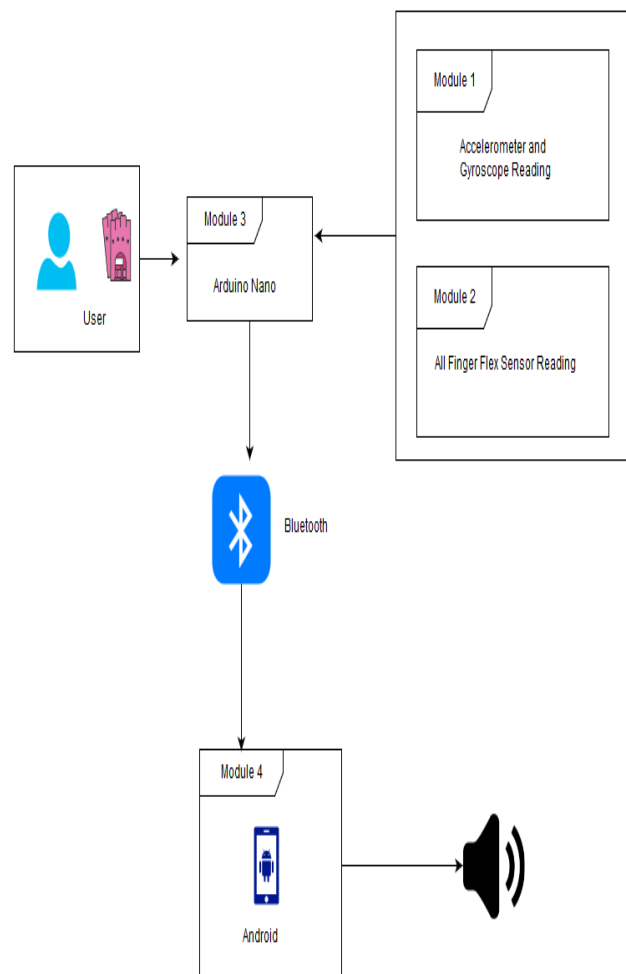 Module 1
Accelerometer and
Gyroscope Reading
User
Module 3
Arduino Nano
Module 2
All Finger Flex Sensor Reading
Bluetooth
Module 4
Android